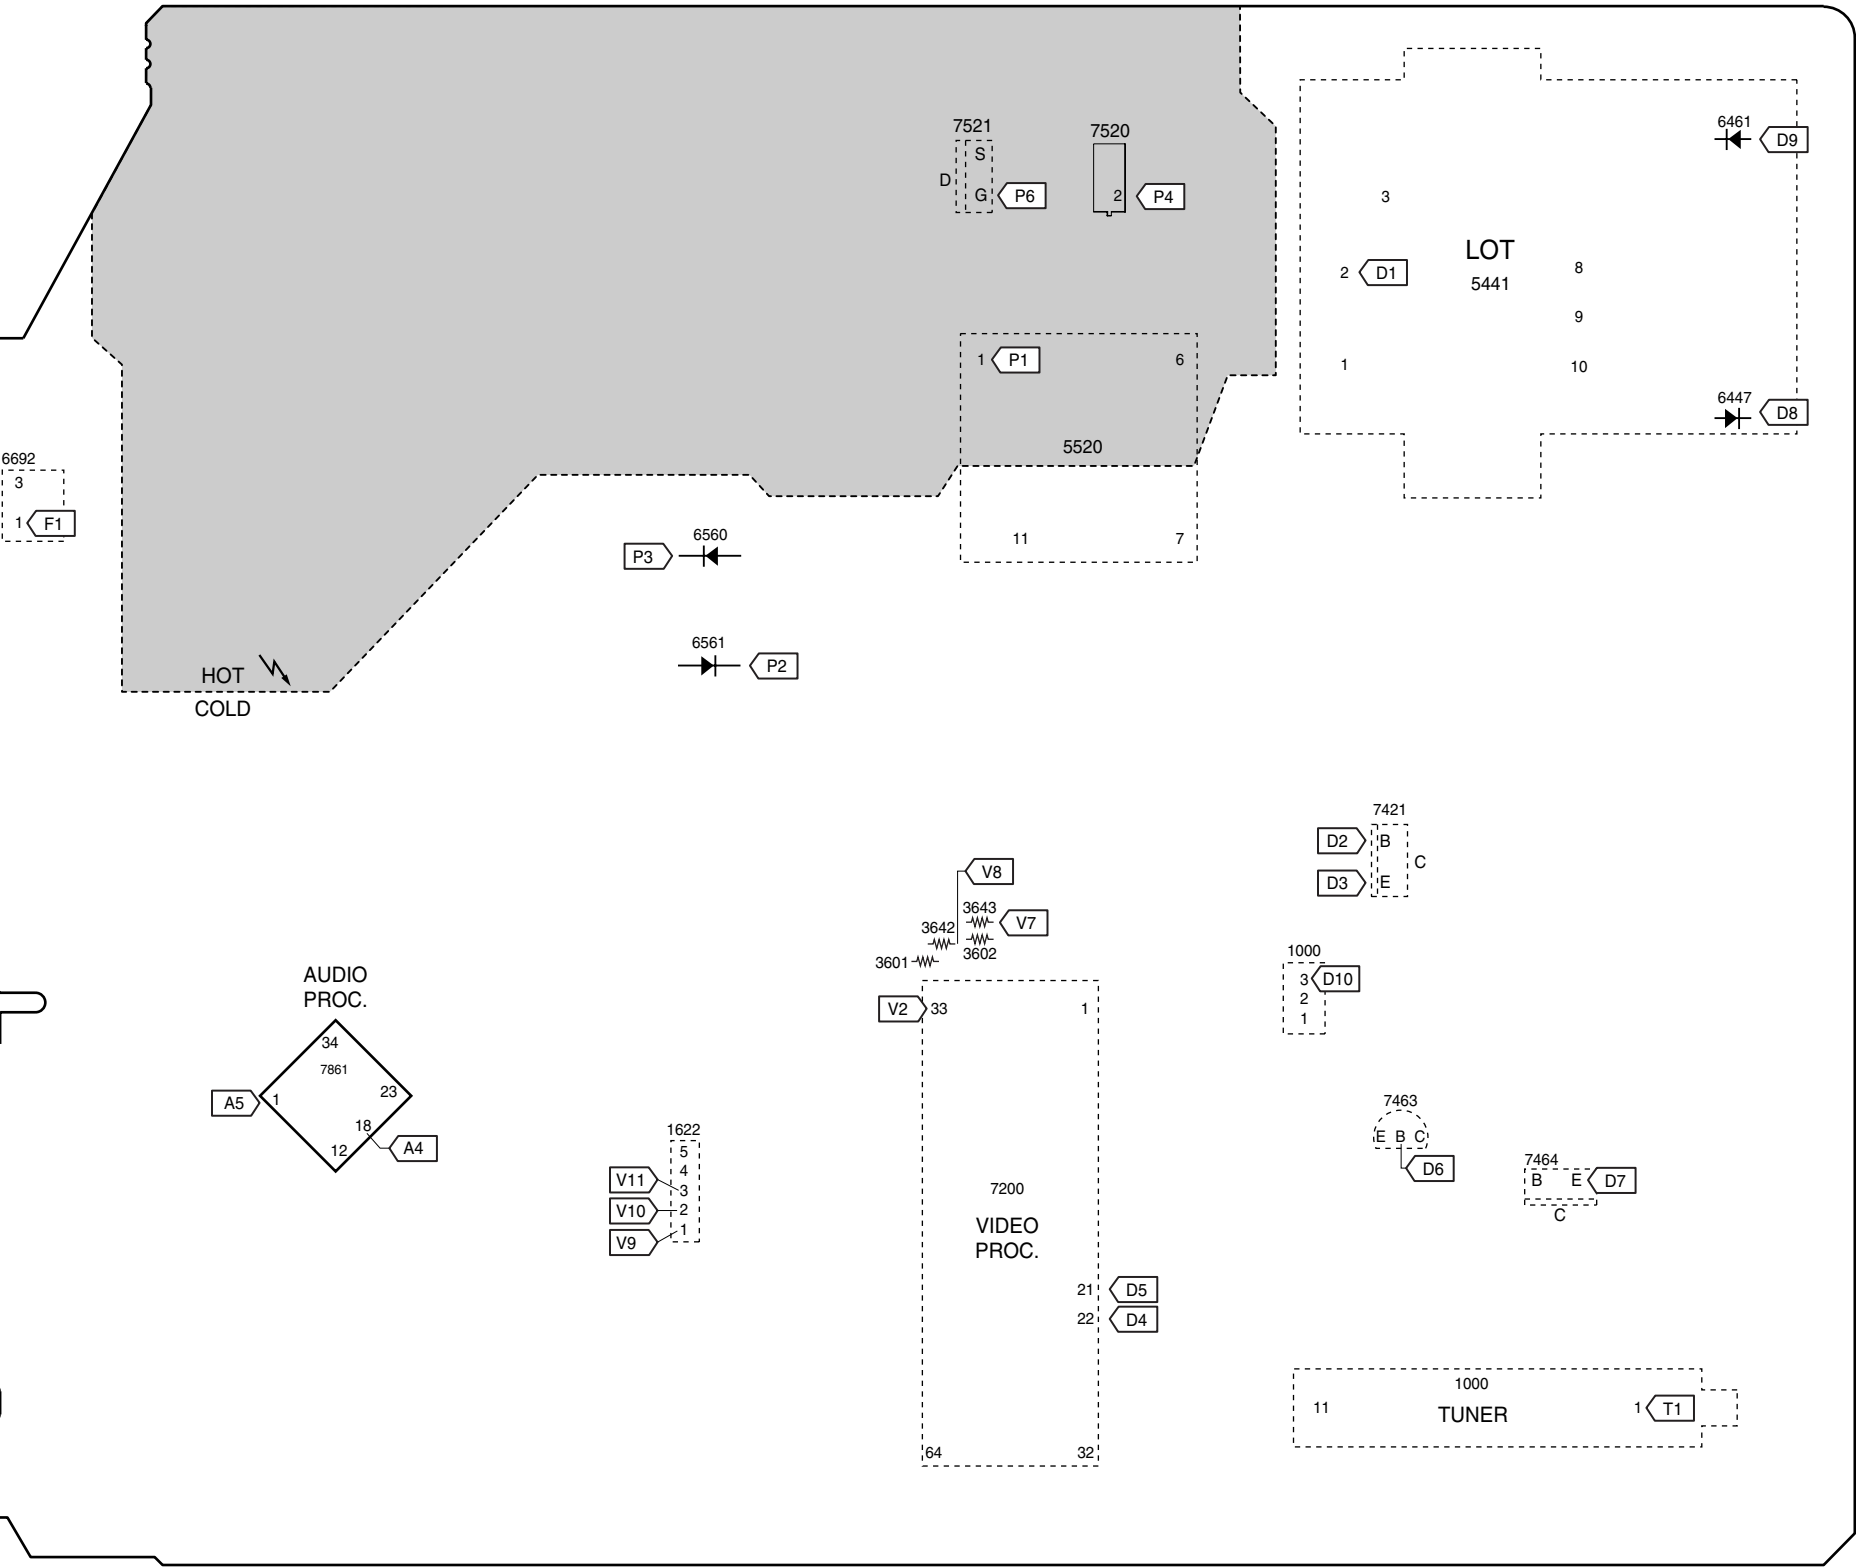 7521
S
D
G
P6
7520
2
P4
6461
D9
3
LOT
5441
2
D1
8
9
1
10
6447
D8
1
P1
6
5520
11
7
6692
3
1
F1
6560
P3
6561
P2
HOT
COLD
7421
D2
B
C
D3
E
V8
3643
V7
3642
3602
3601
1000
3
D10
2
1
AUDIO
PROC.
34
7861
23
A5
1
18
12
A4
V2
33
1
7200
VIDEO
PROC.
21
D5
22
D4
64
32
1622
5
4
V11
3
V10
2
V9
1
7463
E B C
D6
7464
B E
D7
C
1000
11
TUNER
1
T1